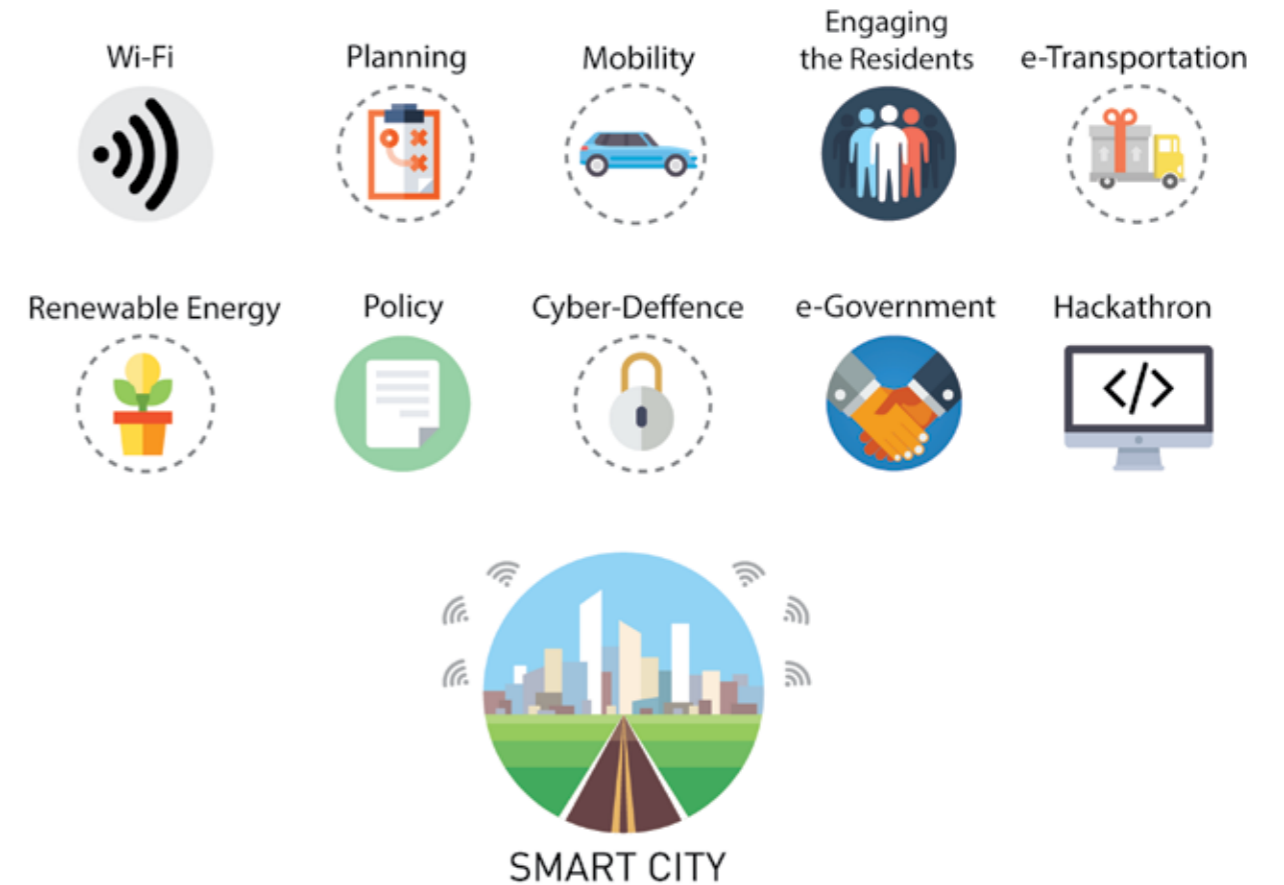 Wi-Fi
Planning
Mobility
Engaging
the Residents
e-Transportation
Renewable Energy
Policy
Cyber-Deffence
e-Government
Hackathron
</>
SMART CITY